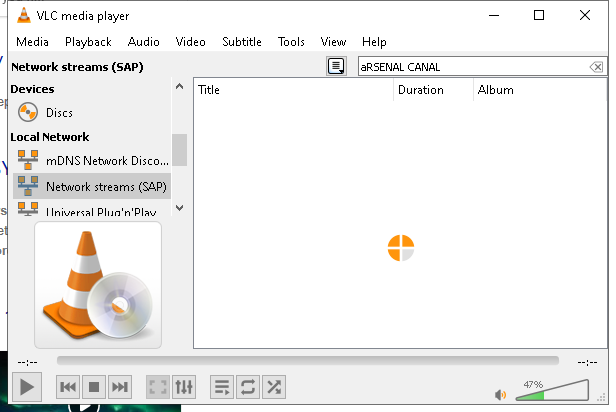 VLC media player
Media Playback Audio Video Subtitle Tools View Help
Network streams (SAP)
aRSENAL CANAL
Devices
Discs
Local Network
mDNS Network Disco...
Network streams (SAP)
Universal Plug'n'Play
Title Duration Album
--:-- --:--
47%